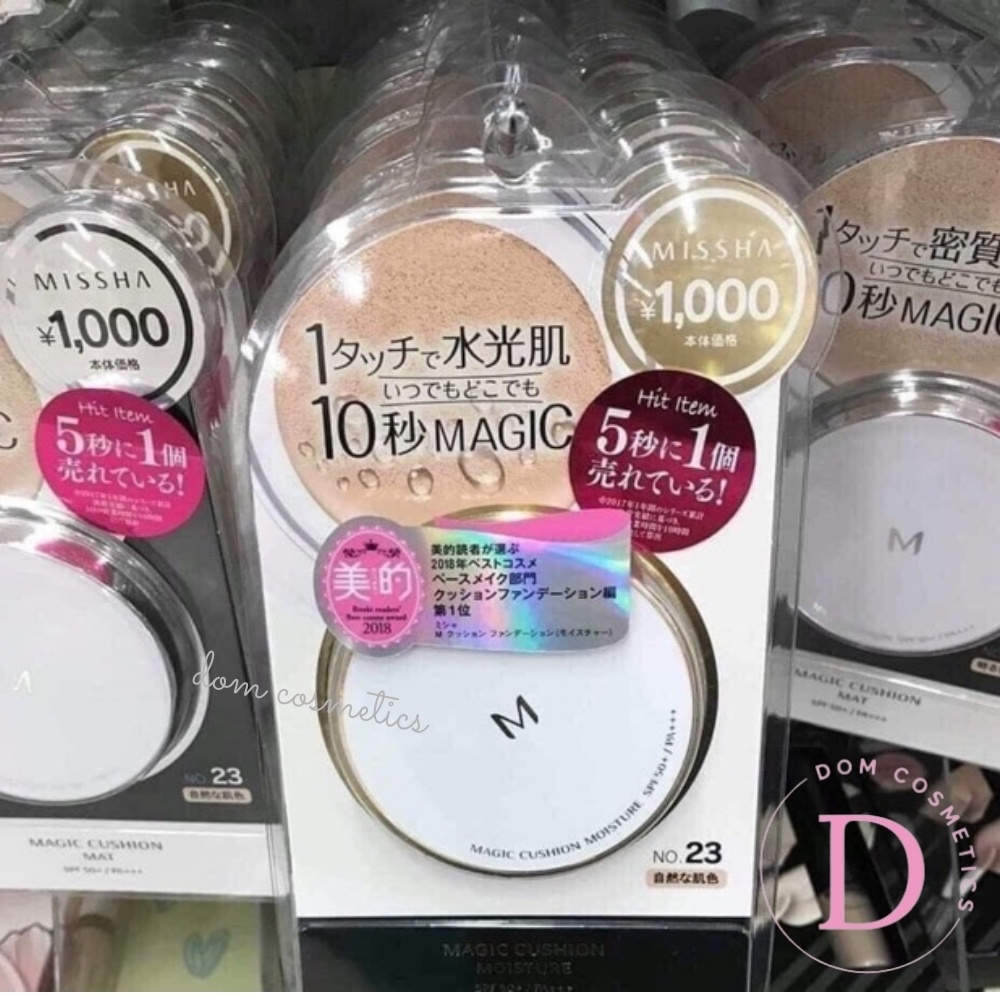 MISSHA
¥1,000
本体価格
Hit Item
5秒に1個
売れている!
NO.23
自然な肌色
MAGIC CUSHION
MAT
SPF 50+ / PA+++
MISSHA
¥1,000
本体価格
1タッチで水光肌
いつでもどこでも
10秒MAGIC
Hit Item
5秒に1個
売れている!
美的
Biteki readers'
Best cosme award
2018
美的読者が選ぶ
2018年ベストコスメ
ベースメイク部門
クッションファンデーション編
第1位
ミシャ
M クッション ファンデーション(モイスチャー)
M
MAGIC CUSHION MOISTURE SPF50+ / PA+++
NO.23
自然な肌色
MAGIC CUSHION
MOISTURE
SPF 50+ / PA+++
タッチで密質
いつでもどこでも
0秒MAGIC
M
MAGIC CUSHION
MAT
SPF 50+ / PA+++
dom cosmetics
DOM COSMETICS
D